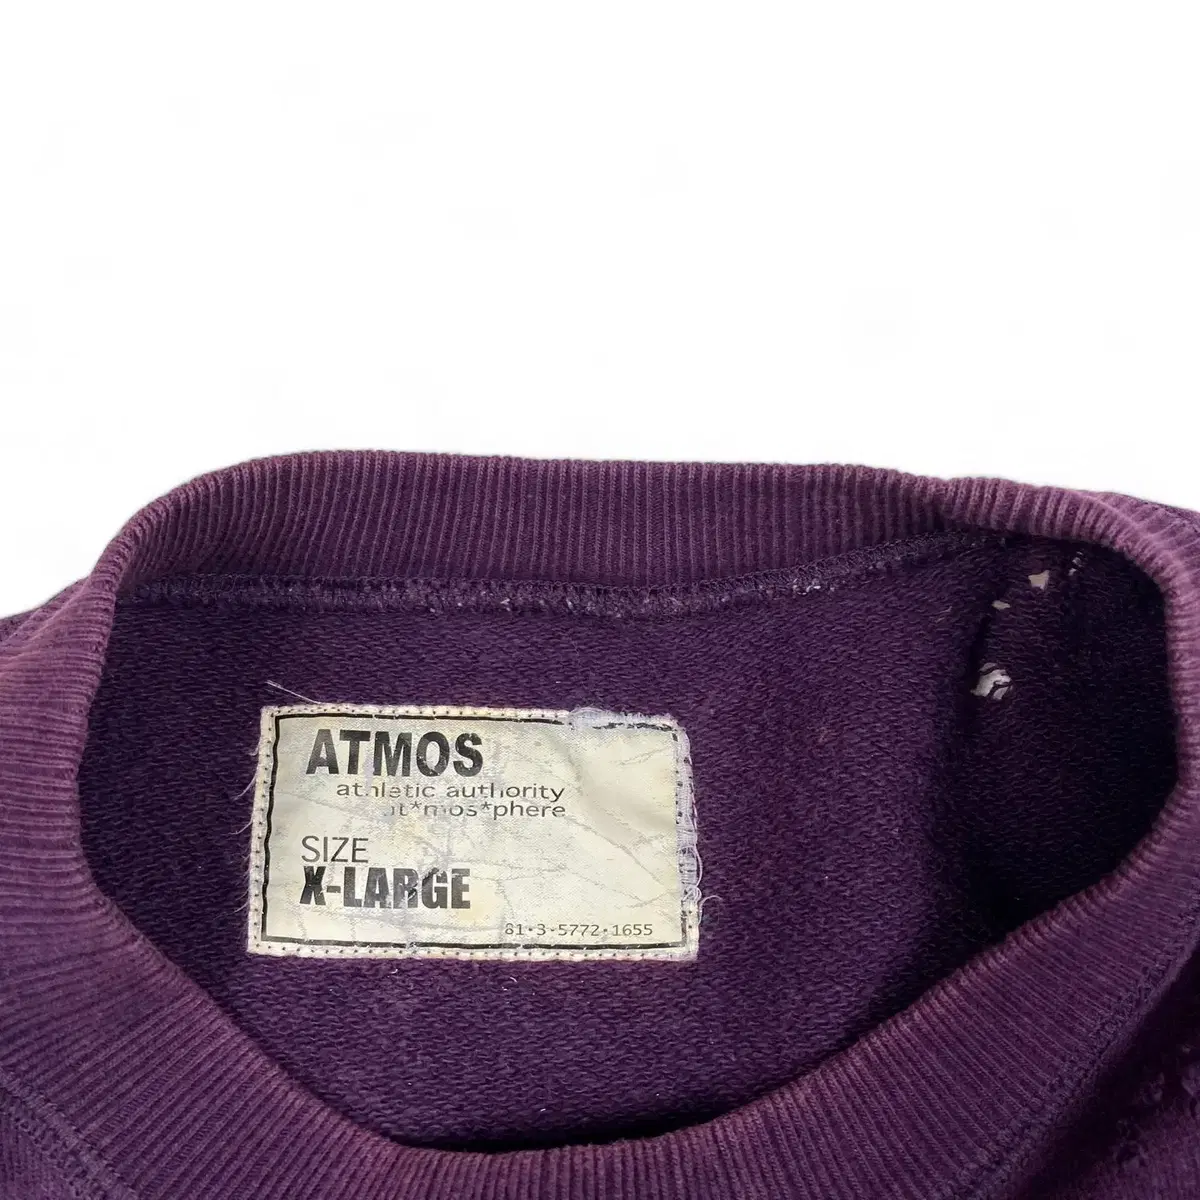 ATMOS
athletic authority
at*mos*phere
SIZE
X-LARGE
81•3•5772•1655